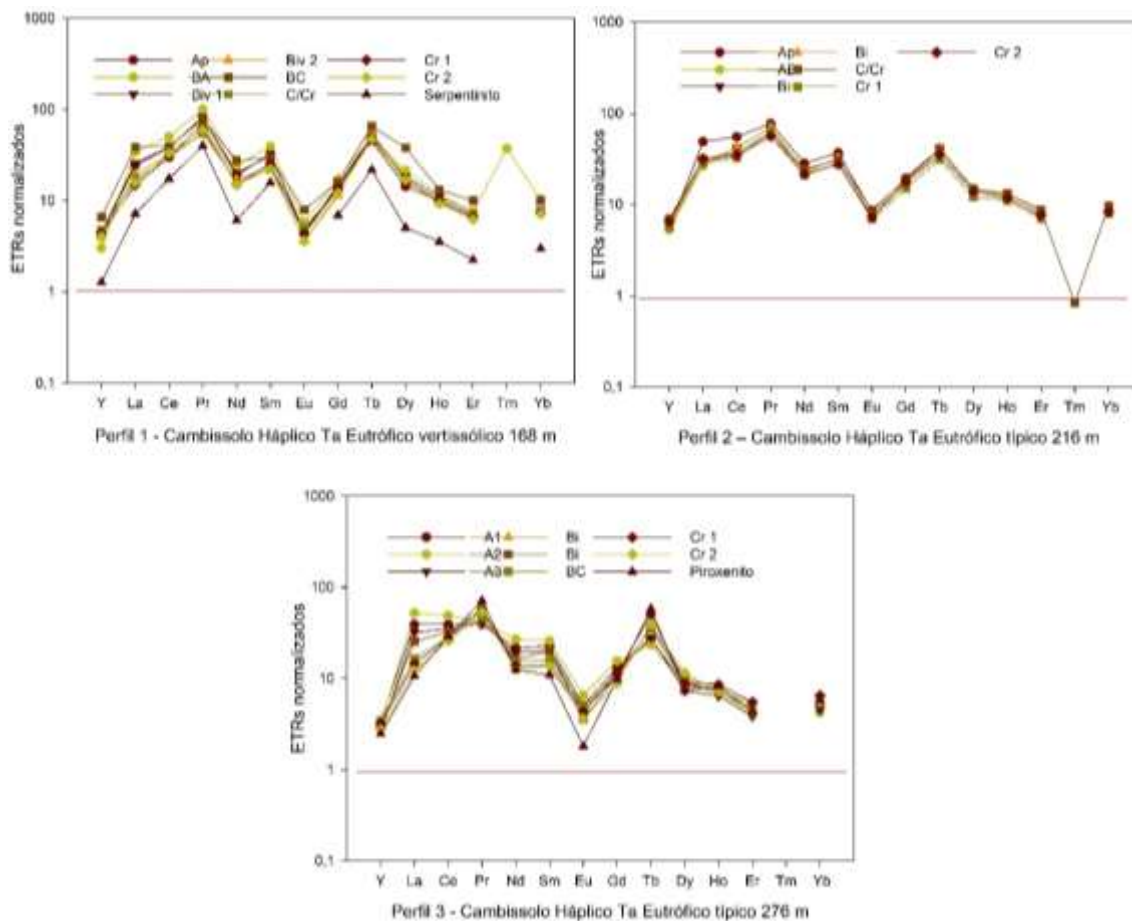 1000
100
10
1
0.1
ETRs normalizados
Ap
BA
Biv 1
Biv 2
BC
C/Cr
Cr 1
Cr 2
Serpentinito
Y La Ce Pr Nd Sm Eu Gd Tb Dy Ho Er Tm Yb
Perfil 1 - Cambissolo Háplico Ta Eutrófico vertissólico 168 m
1000
100
10
1
0.1
ETRs normalizados
Ap
AB
Bi
Bi
C/Cr
Cr 1
Cr 2
Y La Ce Pr Nd Sm Eu Gd Tb Dy Ho Er Tm Yb
Perfil 2 – Cambissolo Háplico Ta Eutrófico típico 216 m
1000
100
10
1
0.1
ETRs normalizados
A1
A2
A3
Bi
Bi
BC
Cr 1
Cr 2
Piroxenito
Y La Ce Pr Nd Sm Eu Gd Tb Dy Ho Er Tm Yb
Perfil 3 - Cambissolo Háplico Ta Eutrófico típico 276 m